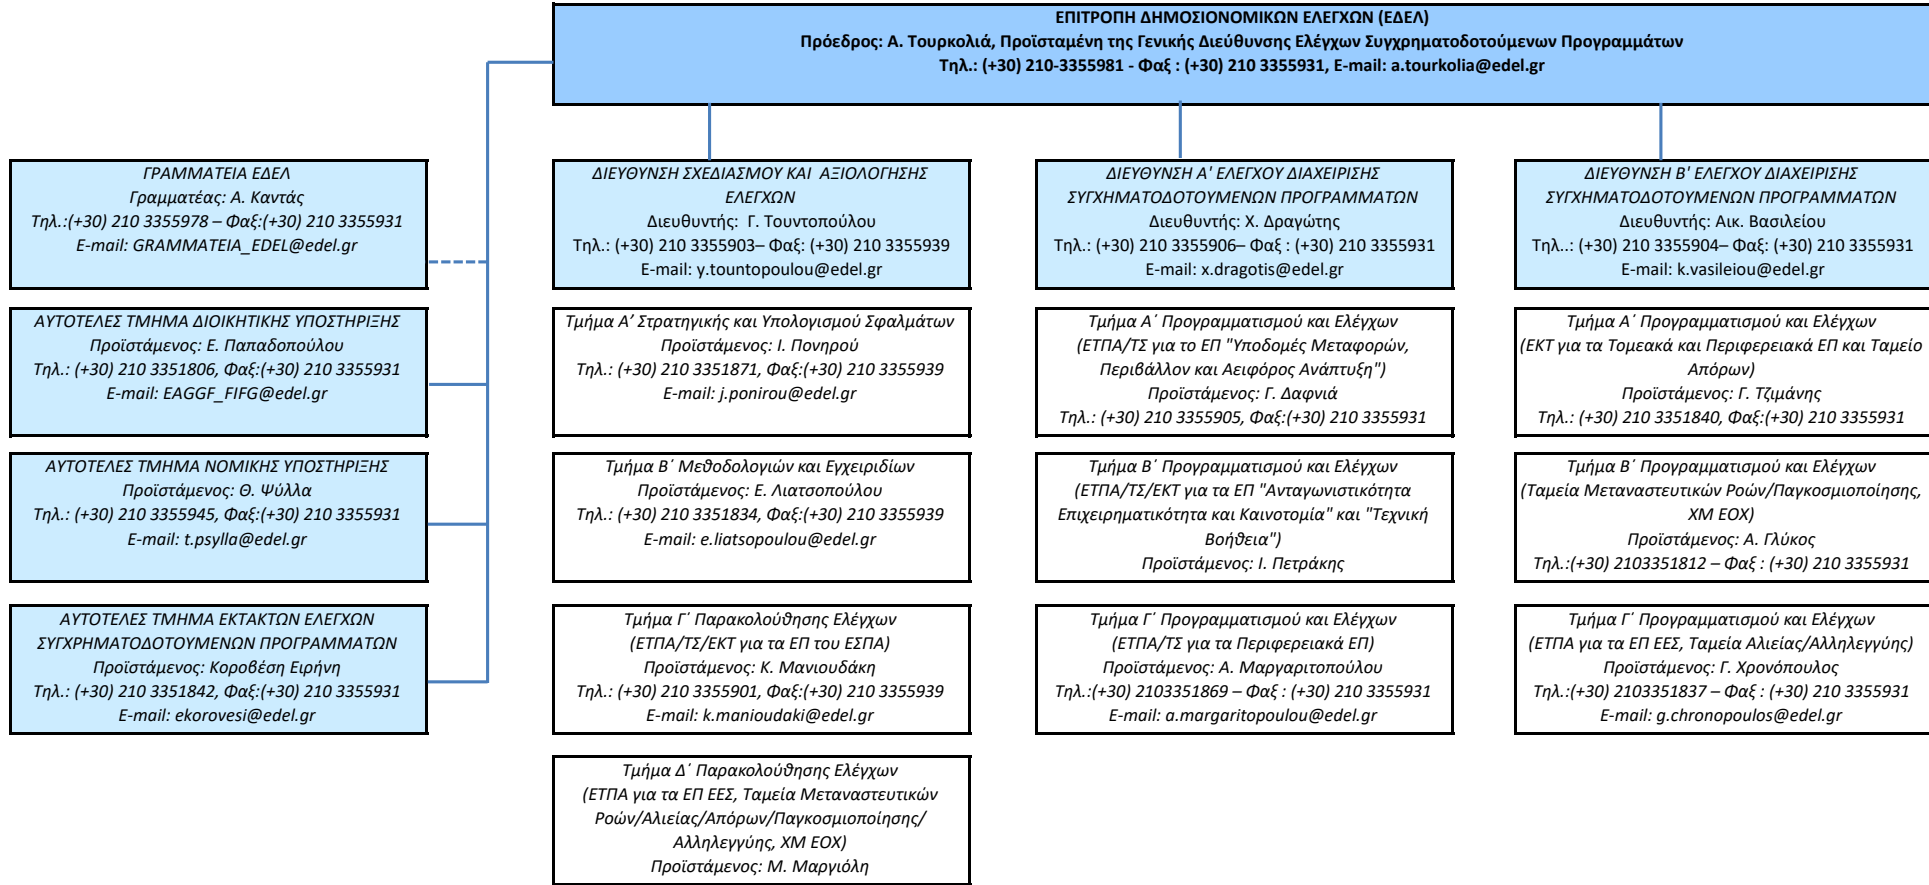 ΕΠΙΤΡΟΠΗ ΔΗΜΟΣΙΟΝΟΜΙΚΩΝ ΕΛΕΓΧΩΝ (ΕΔΕΛ)
Πρόεδρος: Α. Τουρκολιά, Προϊσταμένη της Γενικής Διεύθυνσης Ελέγχων Συγχρηματοδοτούμενων Προγραμμάτων
Τηλ.: (+30) 210-3355981 - Φαξ : (+30) 210 3355931, E-mail: a.tourkolia@edel.gr
ΓΡΑΜΜΑΤΕΙΑ ΕΔΕΛ
Γραμματέας: Α. Καντάς
Τηλ.:(+30) 210 3355978 – Φαξ:(+30) 210 3355931
E-mail: GRAMMATEIA_EDEL@edel.gr
ΔΙΕΥΘΥΝΣΗ ΣΧΕΔΙΑΣΜΟΥ ΚΑΙ ΑΞΙΟΛΟΓΗΣΗΣ
ΕΛΕΓΧΩΝ
Διευθυντής: Γ. Τουντοπούλου
Τηλ.: (+30) 210 3355903– Φαξ: (+30) 210 3355939
E-mail: y.tountopoulou@edel.gr
ΔΙΕΥΘΥΝΣΗ Α' ΕΛΕΓΧΟΥ ΔΙΑΧΕΙΡΙΣΗΣ
ΣΥΓΧΗΜΑΤΟΔΟΤΟΥΜΕΝΩΝ ΠΡΟΓΡΑΜΜΑΤΩΝ
Διευθυντής: Χ. Δραγώτης
Τηλ.: (+30) 210 3355906– Φαξ : (+30) 210 3355931
E-mail: x.dragotis@edel.gr
ΔΙΕΥΘΥΝΣΗ Β' ΕΛΕΓΧΟΥ ΔΙΑΧΕΙΡΙΣΗΣ
ΣΥΓΧΗΜΑΤΟΔΟΤΟΥΜΕΝΩΝ ΠΡΟΓΡΑΜΜΑΤΩΝ
Διευθυντής: Αικ. Βασιλείου
Τηλ..: (+30) 210 3355904– Φαξ: (+30) 210 3355931
E-mail: k.vasileiou@edel.gr
ΑΥΤΟΤΕΛΕΣ ΤΜΗΜΑ ΔΙΟΙΚΗΤΙΚΗΣ ΥΠΟΣΤΗΡΙΞΗΣ
Προϊστάμενος: Ε. Παπαδοπούλου
Τηλ.: (+30) 210 3351806, Φαξ:(+30) 210 3355931
E-mail: EAGGF_FIFG@edel.gr
Τμήμα Α’ Στρατηγικής και Υπολογισμού Σφαλμάτων
Προϊστάμενος: Ι. Πονηρού
Τηλ.: (+30) 210 3351871, Φαξ:(+30) 210 3355939
E-mail: j.ponirou@edel.gr
Τμήμα Α΄ Προγραμματισμού και Ελέγχων
(ΕΤΠΑ/ΤΣ για το ΕΠ "Υποδομές Μεταφορών,
Περιβάλλον και Αειφόρος Ανάπτυξη")
Προϊστάμενος: Γ. Δαφνιά
Τηλ.: (+30) 210 3355905, Φαξ:(+30) 210 3355931
Τμήμα Α΄ Προγραμματισμού και Ελέγχων
(ΕΚΤ για τα Τομεακά και Περιφερειακά ΕΠ και Ταμείο
Απόρων)
Προϊστάμενος: Γ. Τζιμάνης
Τηλ.: (+30) 210 3351840, Φαξ:(+30) 210 3355931
ΑΥΤΟΤΕΛΕΣ ΤΜΗΜΑ ΝΟΜΙΚΗΣ ΥΠΟΣΤΗΡΙΞΗΣ
Προϊστάμενος: Θ. Ψύλλα
Τηλ.: (+30) 210 3355945, Φαξ:(+30) 210 3355931
E-mail: t.psylla@edel.gr
Τμήμα Β΄ Μεθοδολογιών και Εγχειριδίων
Προϊστάμενος: Ε. Λιατσοπούλου
Τηλ.: (+30) 210 3351834, Φαξ:(+30) 210 3355939
E-mail: e.liatsopoulou@edel.gr
Τμήμα Β΄ Προγραμματισμού και Ελέγχων
(ΕΤΠΑ/ΤΣ/ΕΚΤ για τα ΕΠ "Ανταγωνιστικότητα
Επιχειρηματικότητα και Καινοτομία" και "Τεχνική
Βοήθεια")
Προϊστάμενος: Ι. Πετράκης
Τμήμα Β΄ Προγραμματισμού και Ελέγχων
(Ταμεία Μεταναστευτικών Ροών/Παγκοσμιοποίησης,
ΧΜ ΕΟΧ)
Προϊστάμενος: Α. Γλύκος
Τηλ.:(+30) 2103351812 – Φαξ : (+30) 210 3355931
ΑΥΤΟΤΕΛΕΣ ΤΜΗΜΑ ΕΚΤΑΚΤΩΝ ΕΛΕΓΧΩΝ
ΣΥΓΧΡΗΜΑΤΟΔΟΤΟΥΜΕΝΩΝ ΠΡΟΓΡΑΜΜΑΤΩΝ
Προϊστάμενος: Κοροβέση Ειρήνη
Τηλ.: (+30) 210 3351842, Φαξ:(+30) 210 3355931
E-mail: ekorovesi@edel.gr
Τμήμα Γ΄ Παρακολούθησης Ελέγχων
(ΕΤΠΑ/ΤΣ/ΕΚΤ για τα ΕΠ του ΕΣΠΑ)
Προϊστάμενος: Κ. Μανιουδάκη
Τηλ.: (+30) 210 3355901, Φαξ:(+30) 210 3355939
E-mail: k.manioudaki@edel.gr
Τμήμα Γ΄ Προγραμματισμού και Ελέγχων
(ΕΤΠΑ/ΤΣ για τα Περιφερειακά ΕΠ)
Προϊστάμενος: Α. Μαργαριτοπούλου
Τηλ.:(+30) 2103351869 – Φαξ : (+30) 210 3355931
E-mail: a.margaritopoulou@edel.gr
Τμήμα Γ΄ Προγραμματισμού και Ελέγχων
(ΕΤΠΑ για τα ΕΠ ΕΕΣ, Ταμεία Αλιείας/Αλληλεγγύης)
Προϊστάμενος: Γ. Χρονόπουλος
Τηλ.:(+30) 2103351837 – Φαξ : (+30) 210 3355931
E-mail: g.chronopoulos@edel.gr
Τμήμα Δ΄ Παρακολούθησης Ελέγχων
(ΕΤΠΑ για τα ΕΠ ΕΕΣ, Ταμεία Μεταναστευτικών
Ροών/Αλιείας/Απόρων/Παγκοσμιοποίησης/
Αλληλεγγύης, ΧΜ ΕΟΧ)
Προϊστάμενος: Μ. Μαργιόλη